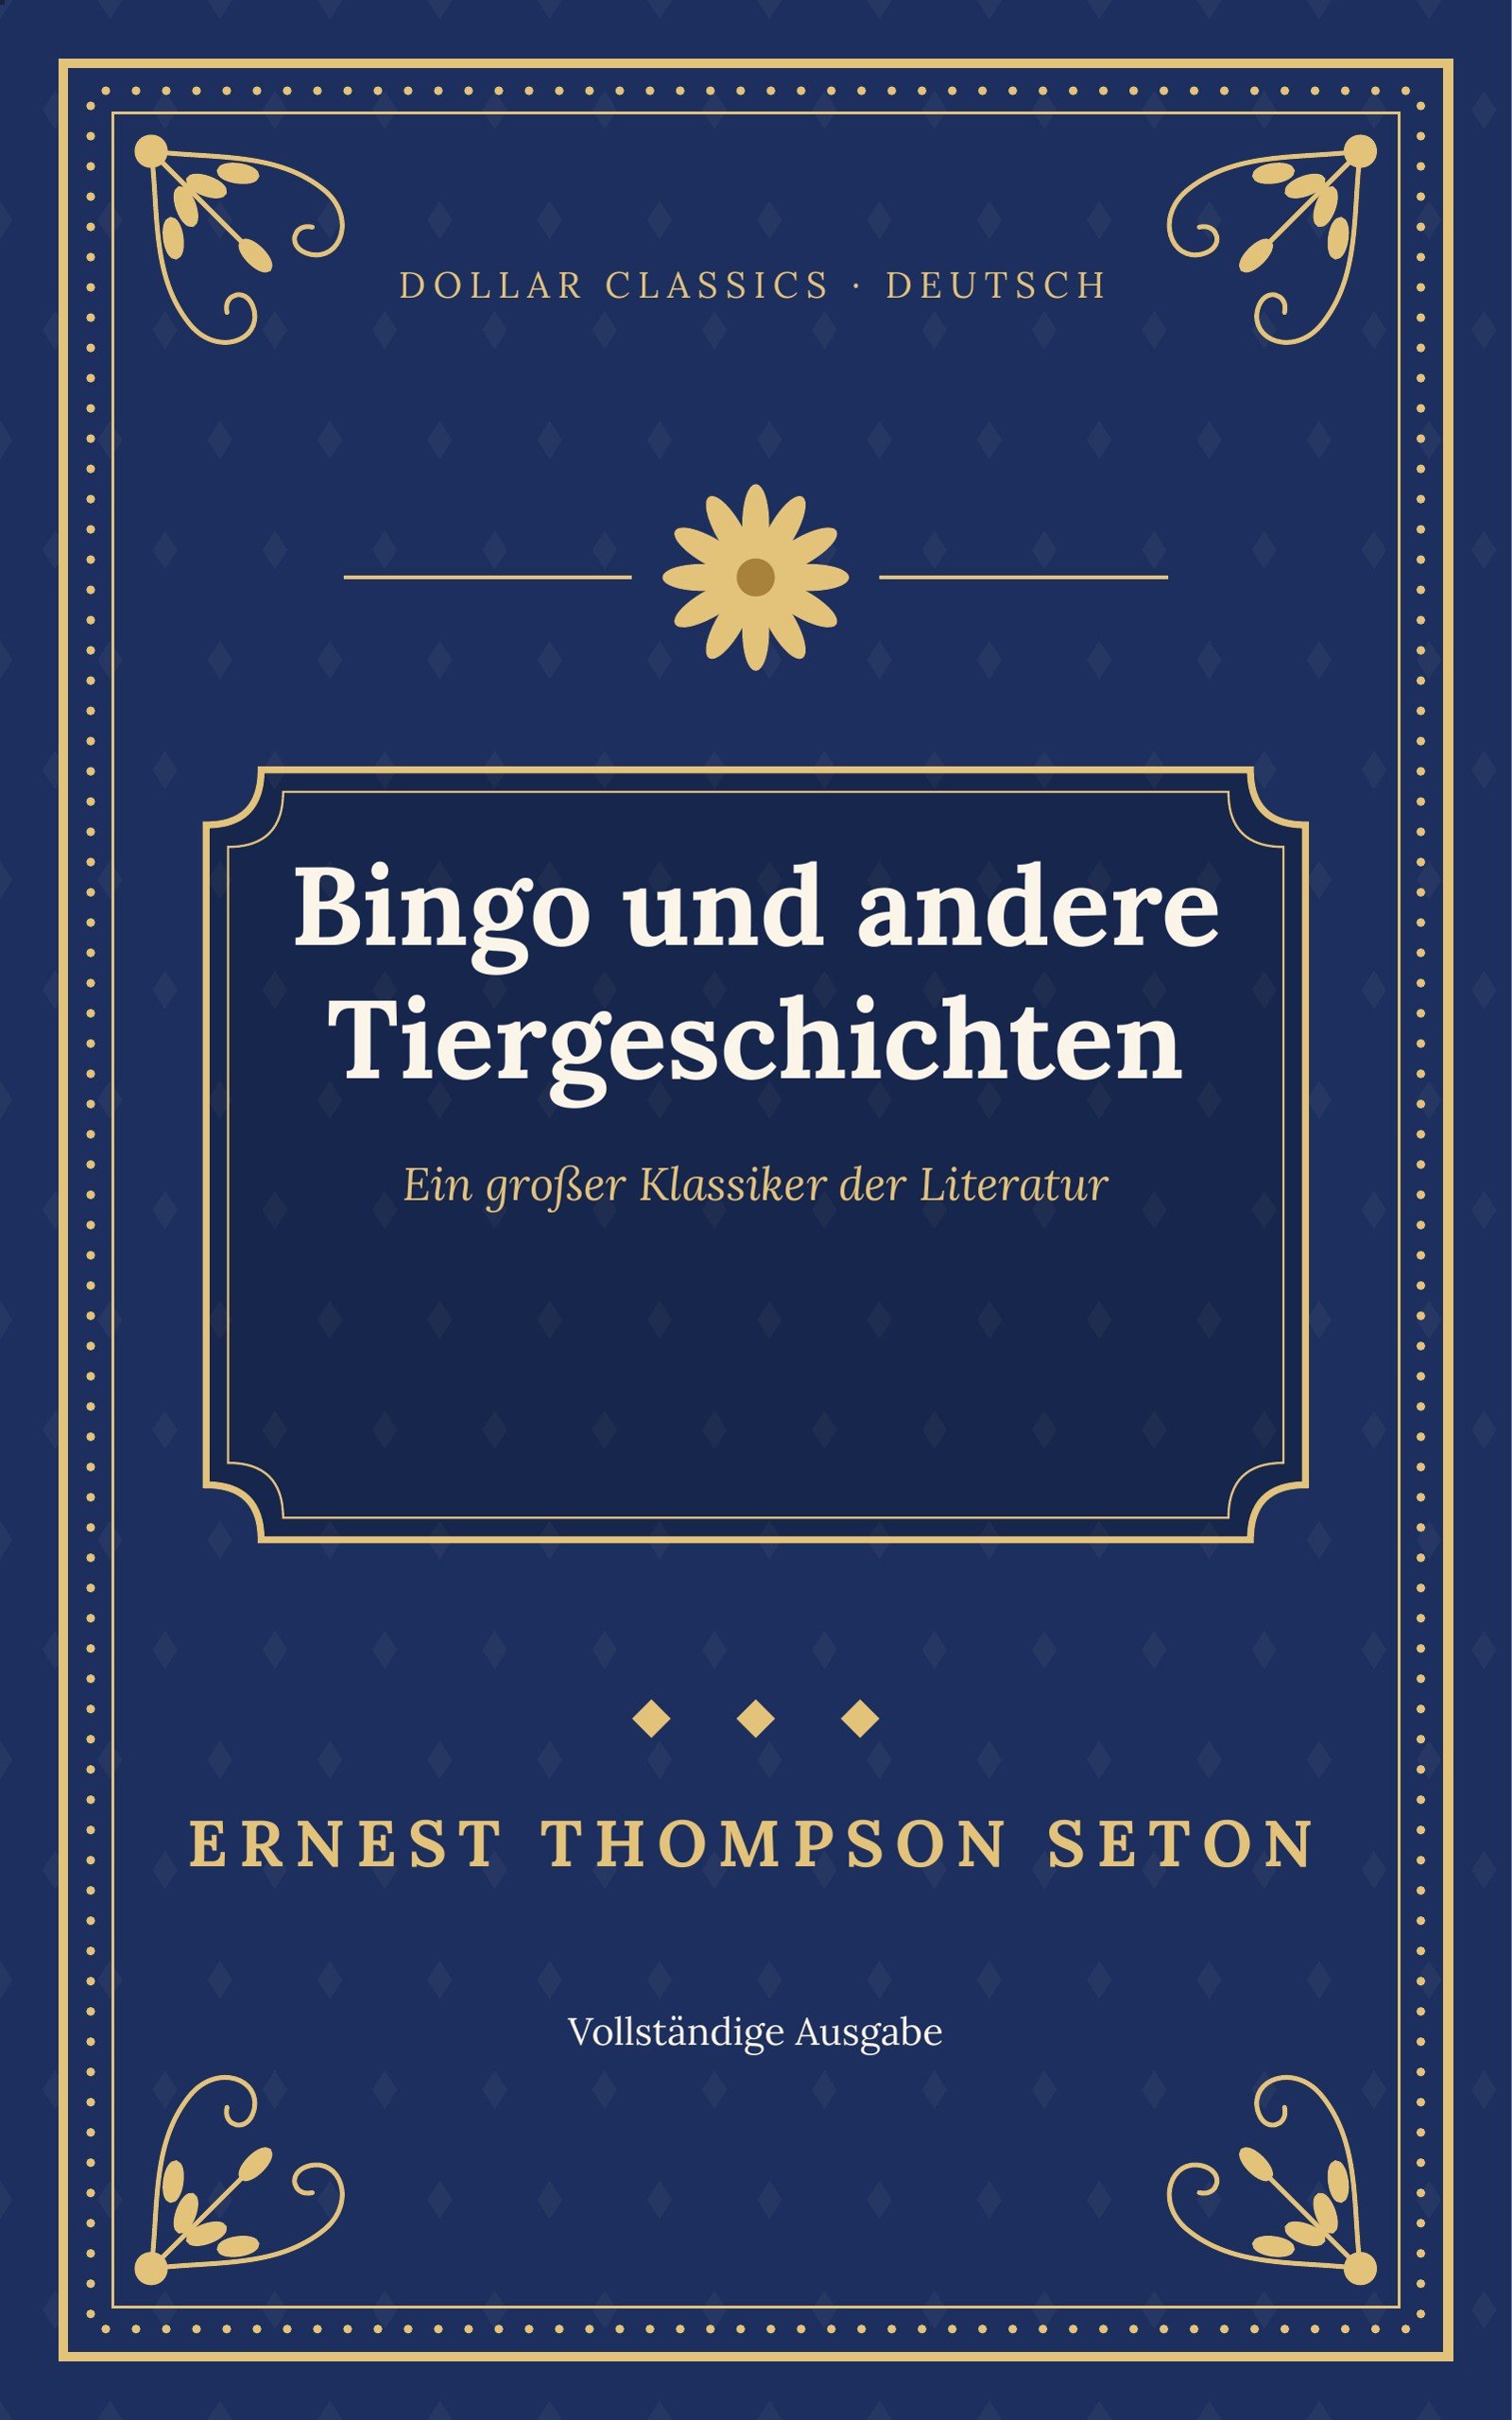 DOLLAR CLASSICS · DEUTSCH
Bingo und andere
Tiergeschichten
Ein großer Klassiker der Literatur
ERNEST THOMPSON SETON
Vollständige Ausgabe